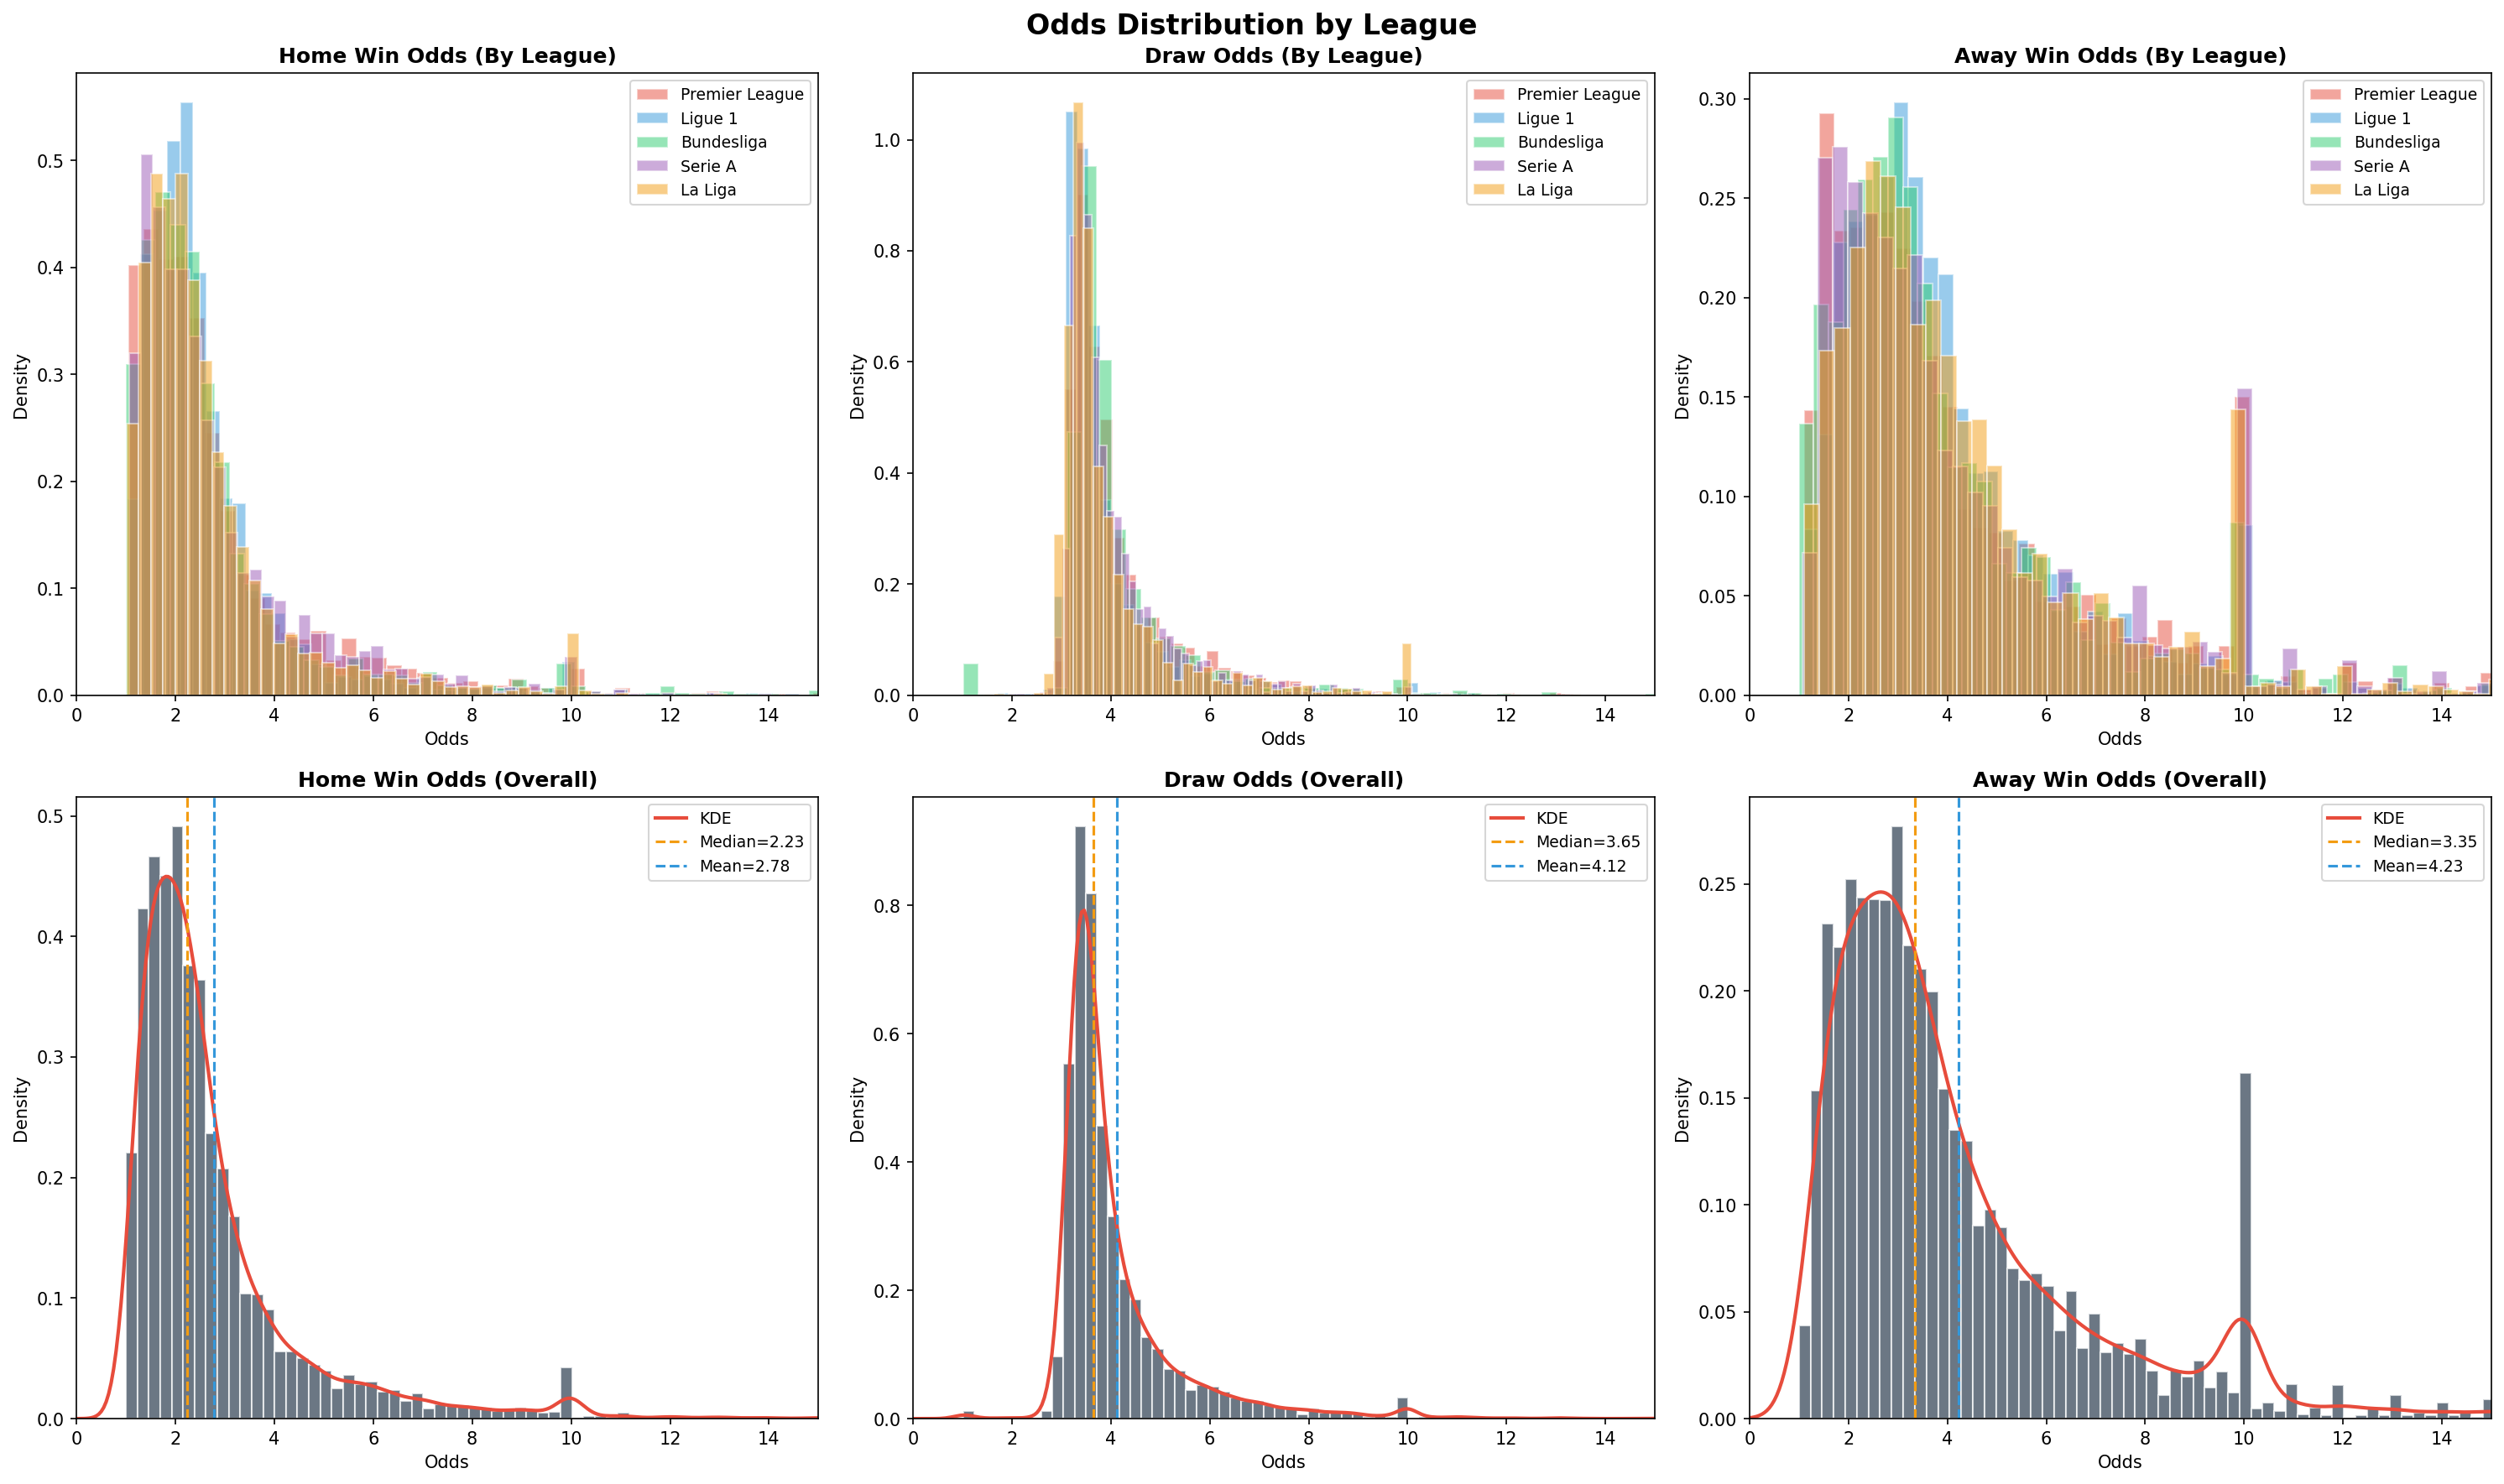 Odds Distribution by League
Home Win Odds (By League)
Density
0.5
0.4
0.3
0.2
0.1
0.0
0 2 4 6 8 10 12 14
Odds
Premier League
Ligue 1
Bundesliga
Serie A
La Liga
Draw Odds (By League)
Density
1.0
0.8
0.6
0.4
0.2
0.0
0 2 4 6 8 10 12 14
Odds
Premier League
Ligue 1
Bundesliga
Serie A
La Liga
Away Win Odds (By League)
Density
0.30
0.25
0.20
0.15
0.10
0.05
0.00
0 2 4 6 8 10 12 14
Odds
Premier League
Ligue 1
Bundesliga
Serie A
La Liga
Home Win Odds (Overall)
Density
0.5
0.4
0.3
0.2
0.1
0.0
0 2 4 6 8 10 12 14
Odds
KDE
Median=2.23
Mean=2.78
Draw Odds (Overall)
Density
0.8
0.6
0.4
0.2
0.0
0 2 4 6 8 10 12 14
Odds
KDE
Median=3.65
Mean=4.12
Away Win Odds (Overall)
Density
0.25
0.20
0.15
0.10
0.05
0.00
0 2 4 6 8 10 12 14
Odds
KDE
Median=3.35
Mean=4.23